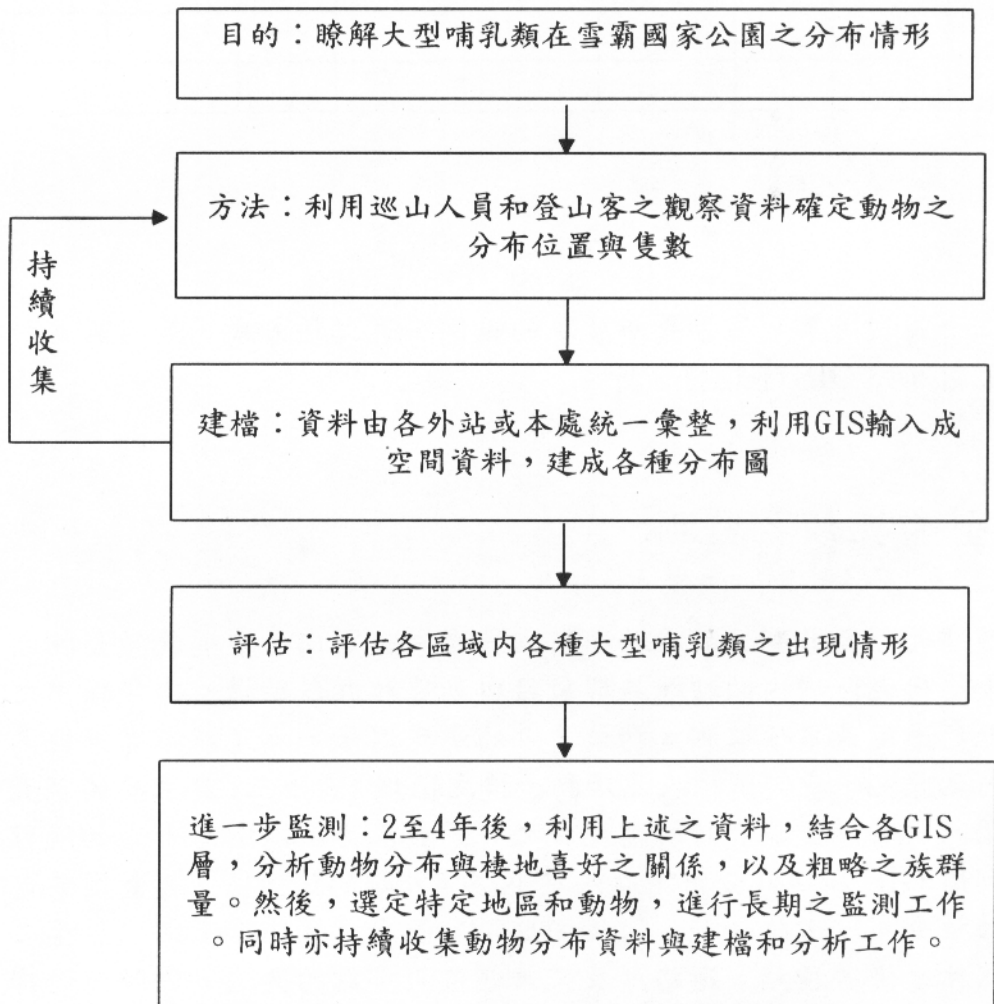 目的：瞭解大型哺乳類在雪霸國家公園之分布情形
方法：利用巡山人員和登山客之觀察資料確定動物之
分布位置與隻數
持續收集
建檔：資料由各外站或本處統一彙整，利用GIS輸入成
空間資料，建成各種分布圖
評估：評估各區域内各種大型哺乳類之出現情形
進一步監測：2至4年後，利用上述之資料，結合各GIS
層，分析動物分布與棲地喜好之關係，以及粗略之族群
量。然後，選定特定地區和動物，進行長期之監測工作
。同時亦持續收集動物分布資料與建檔和分析工作。